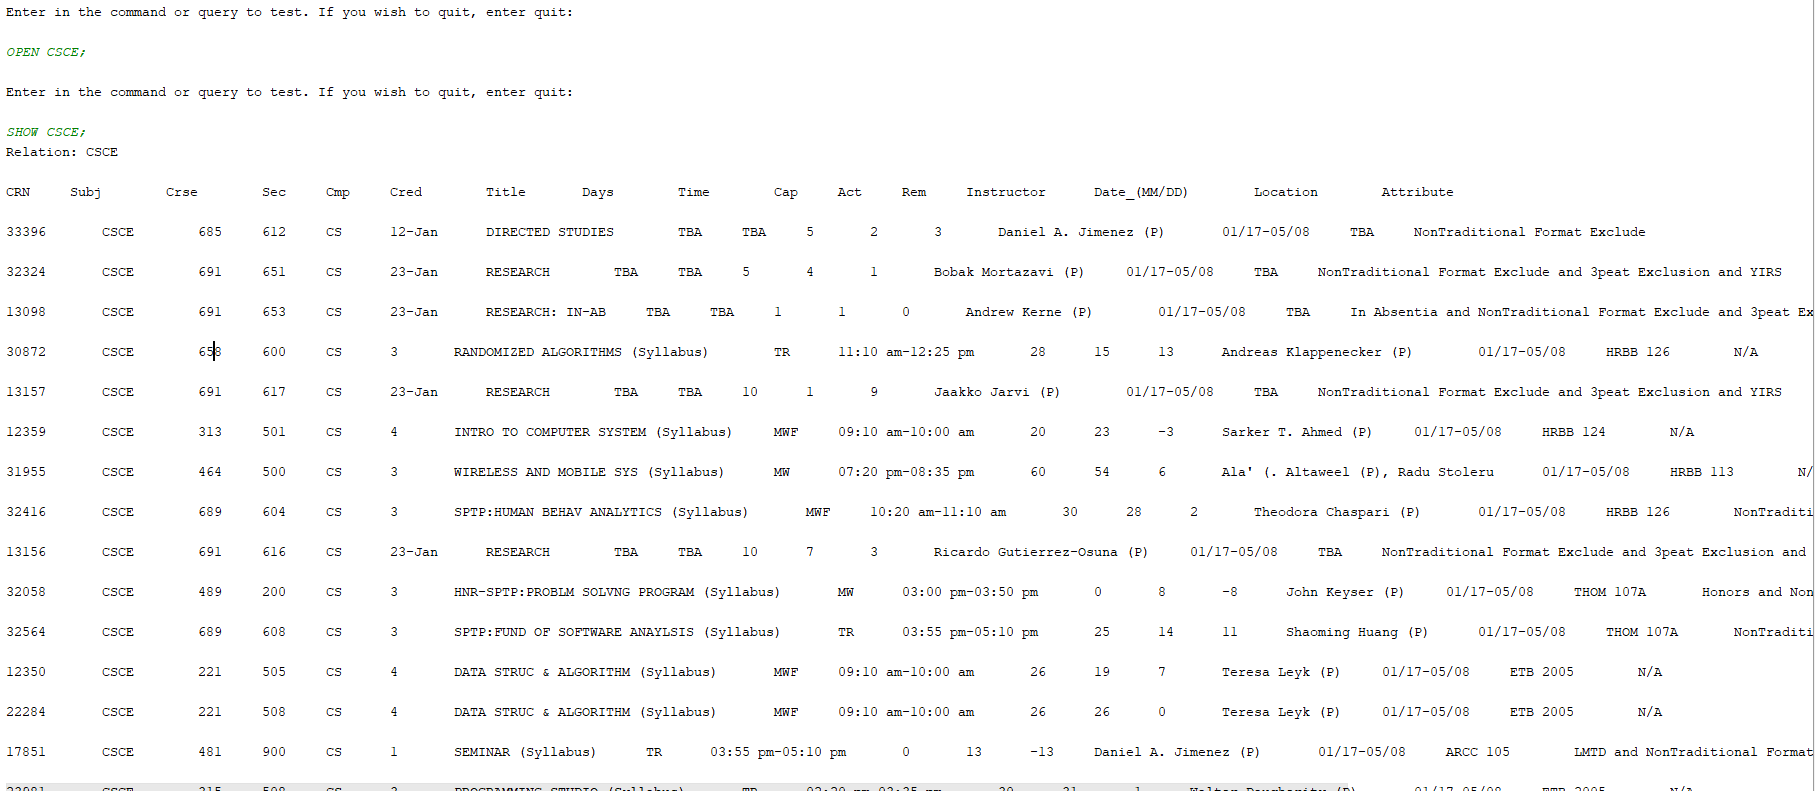 Enter in the command or query to test. If you wish to quit, enter quit:
OPEN CSCE;
Enter in the command or query to test. If you wish to quit, enter quit:
SHOW CSCE;
Relation: CSCE
CRN Subj Crse Sec Cmp Cred Title Days Time Cap Act Rem Instructor Date_(MM/DD) Location Attribute
33396 CSCE 685 612 CS 12-Jan DIRECTED STUDIES TBA TBA 5 2 3 Daniel A. Jimenez (P) 01/17-05/08 TBA NonTraditional Format Exclude
32324 CSCE 691 651 CS 23-Jan RESEARCH TBA TBA 5 4 1 Bobak Mortazavi (P) 01/17-05/08 TBA NonTraditional Format Exclude and 3peat Exclusion and YIRS
13098 CSCE 691 653 CS 23-Jan RESEARCH: IN-AB TBA TBA 1 1 0 Andrew Kerne (P) 01/17-05/08 TBA In Absentia and NonTraditional Format Exclude and 3peat Ex
30872 CSCE 658 600 CS 3 RANDOMIZED ALGORITHMS (Syllabus) TR 11:10 am-12:25 pm 28 15 13 Andreas Klappenecker (P) 01/17-05/08 HRBB 126 N/A
13157 CSCE 691 617 CS 23-Jan RESEARCH TBA TBA 10 1 9 Jaakko Jarvi (P) 01/17-05/08 TBA NonTraditional Format Exclude and 3peat Exclusion and YIRS
12359 CSCE 313 501 CS 4 INTRO TO COMPUTER SYSTEM (Syllabus) MWF 09:10 am-10:00 am 20 23 -3 Sarker T. Ahmed (P) 01/17-05/08 HRBB 124 N/A
31955 CSCE 464 500 CS 3 WIRELESS AND MOBILE SYS (Syllabus) MW 07:20 pm-08:35 pm 60 54 6 Ala' (. Altaweel (P), Radu Stoleru 01/17-05/08 HRBB 113 N/
32416 CSCE 689 604 CS 3 SPTP:HUMAN BEHAV ANALYTICS (Syllabus) MWF 10:20 am-11:10 am 30 28 2 Theodora Chaspari (P) 01/17-05/08 HRBB 126 NonTraditi
13156 CSCE 691 616 CS 23-Jan RESEARCH TBA TBA 10 7 3 Ricardo Gutierrez-Osuna (P) 01/17-05/08 TBA NonTraditional Format Exclude and 3peat Exclusion and
32058 CSCE 489 200 CS 3 HNR-SPTP:PROBLM SOLVNG PROGRAM (Syllabus) MW 03:00 pm-03:50 pm 0 8 -8 John Keyser (P) 01/17-05/08 THOM 107A Honors and Non
32564 CSCE 689 608 CS 3 SPTP:FUND OF SOFTWARE ANAYLSIS (Syllabus) TR 03:55 pm-05:10 pm 25 14 11 Shaoming Huang (P) 01/17-05/08 THOM 107A NonTraditi
12350 CSCE 221 505 CS 4 DATA STRUC & ALGORITHM (Syllabus) MWF 09:10 am-10:00 am 26 19 7 Teresa Leyk (P) 01/17-05/08 ETB 2005 N/A
22284 CSCE 221 508 CS 4 DATA STRUC & ALGORITHM (Syllabus) MWF 09:10 am-10:00 am 26 26 0 Teresa Leyk (P) 01/17-05/08 ETB 2005 N/A
17851 CSCE 481 900 CS 1 SEMINAR (Syllabus) TR 03:55 pm-05:10 pm 0 13 -13 Daniel A. Jimenez (P) 01/17-05/08 ARCC 105 LMTD and NonTraditional Format
CSCE 315 CS PROGRAMMING STUDIO (Syllabus) TR 01/17-05/08 ETB 2005 N/A